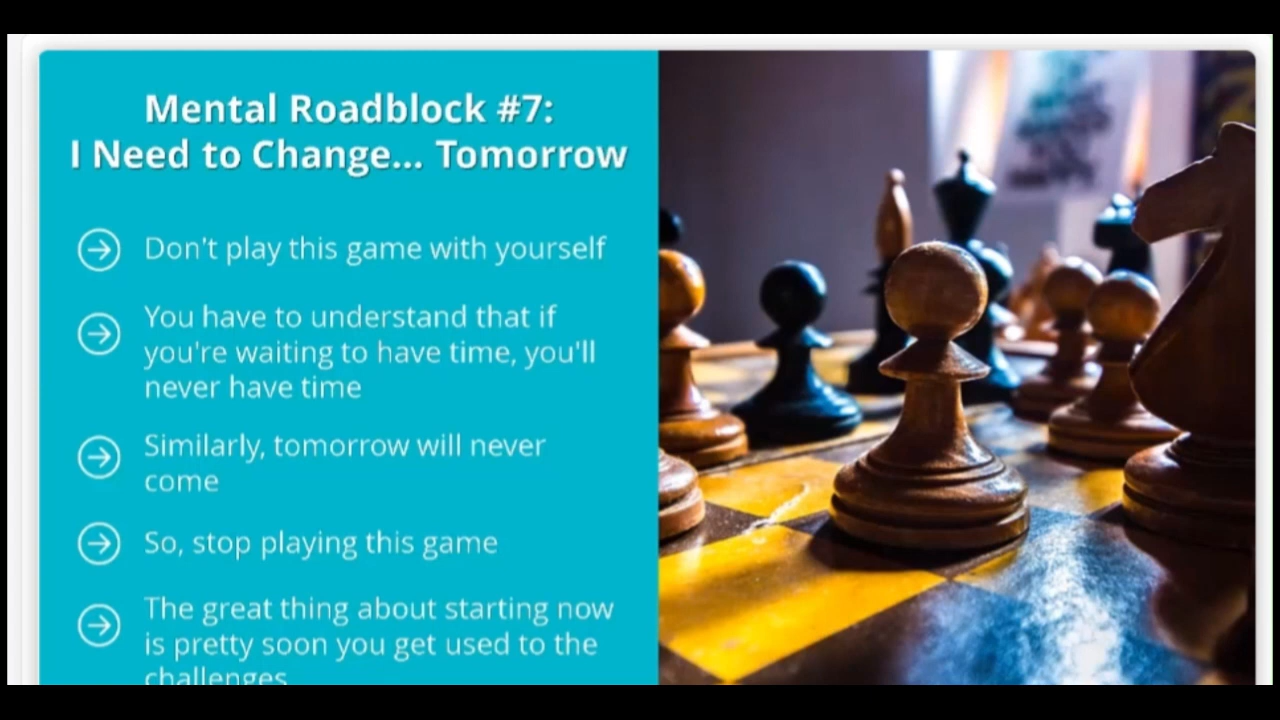 Mental Roadblock #7:
I Need to Change... Tomorrow
Don't play this game with yourself
You have to understand that if
you're waiting to have time, you'll
never have time
Similarly, tomorrow will never
come
So, stop playing this game
The great thing about starting now
is pretty soon you get used to the
challenges